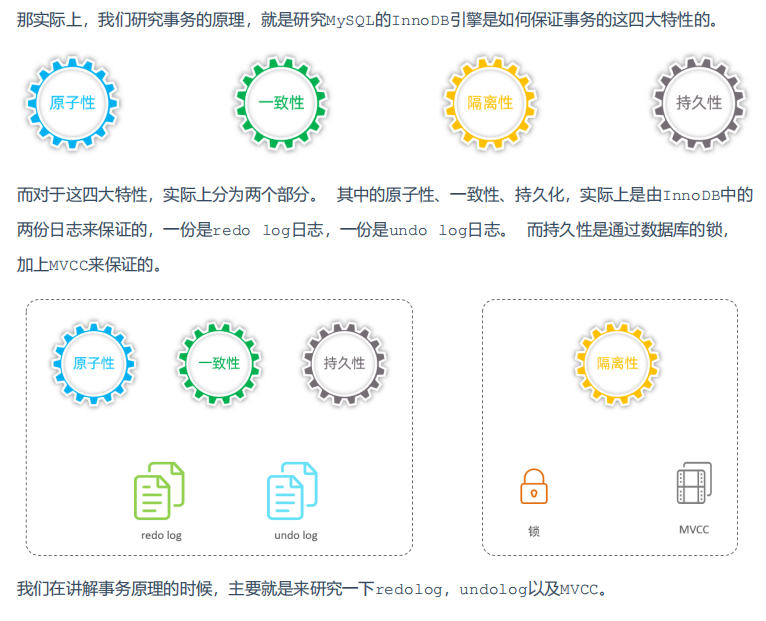 那实际上，我们研究事务的原理，就是研究MySQL的InnoDB引擎是如何保证事务的这四大特性的。
原子性 一致性 隔离性 持久性
而对于这四大特性，实际上分为两个部分。 其中的原子性、一致性、持久化，实际上是由InnoDB中的
两份日志来保证的，一份是redo log日志，一份是undo log日志。 而持久性是通过数据库的锁，
加上MVCC来保证的。
原子性 一致性 持久性 隔离性
redo log undo log 锁 MVCC
我们在讲解事务原理的时候，主要就是来研究一下redolog，undolog以及MVCC。